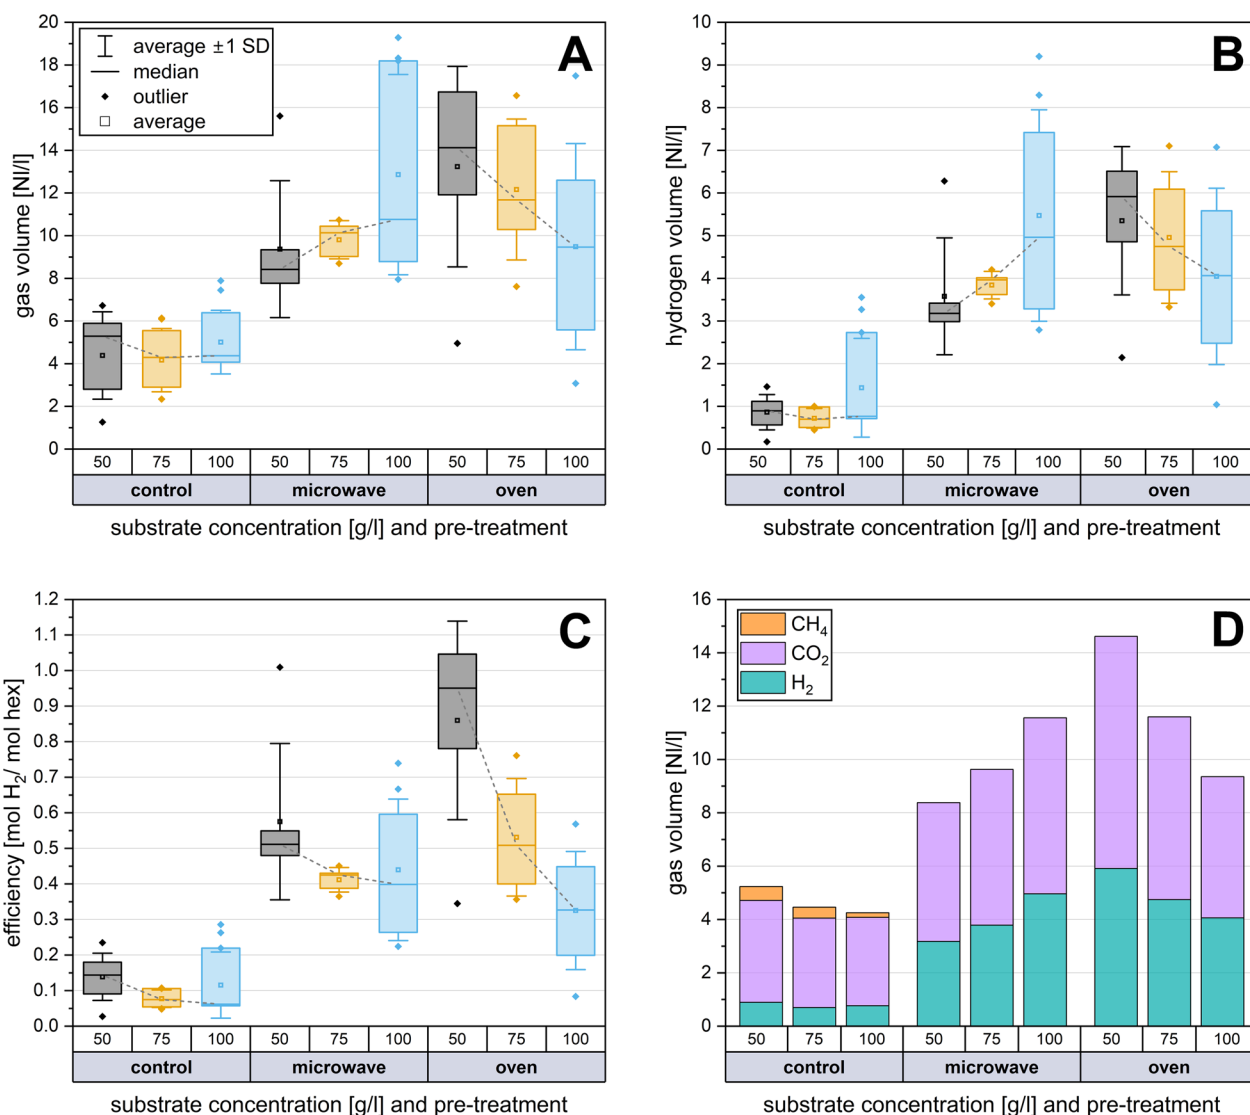 A
average ±1 SD
median
outlier
average
gas volume [Nl/l]
20
18
16
14
12
10
8
6
4
2
0
50 75 100 50 75 100 50 75 100
control microwave oven
substrate concentration [g/l] and pre-treatment
B
hydrogen volume [Nl/l]
10
9
8
7
6
5
4
3
2
1
0
50 75 100 50 75 100 50 75 100
control microwave oven
substrate concentration [g/l] and pre-treatment
C
efficiency [mol H₂/ mol hex]
1.2
1.1
1.0
0.9
0.8
0.7
0.6
0.5
0.4
0.3
0.2
0.1
0.0
50 75 100 50 75 100 50 75 100
control microwave oven
substrate concentration [g/l] and pre-treatment
D
CH₄
CO₂
H₂
gas volume [Nl/l]
16
14
12
10
8
6
4
2
0
50 75 100 50 75 100 50 75 100
control microwave oven
substrate concentration [g/l] and pre-treatment